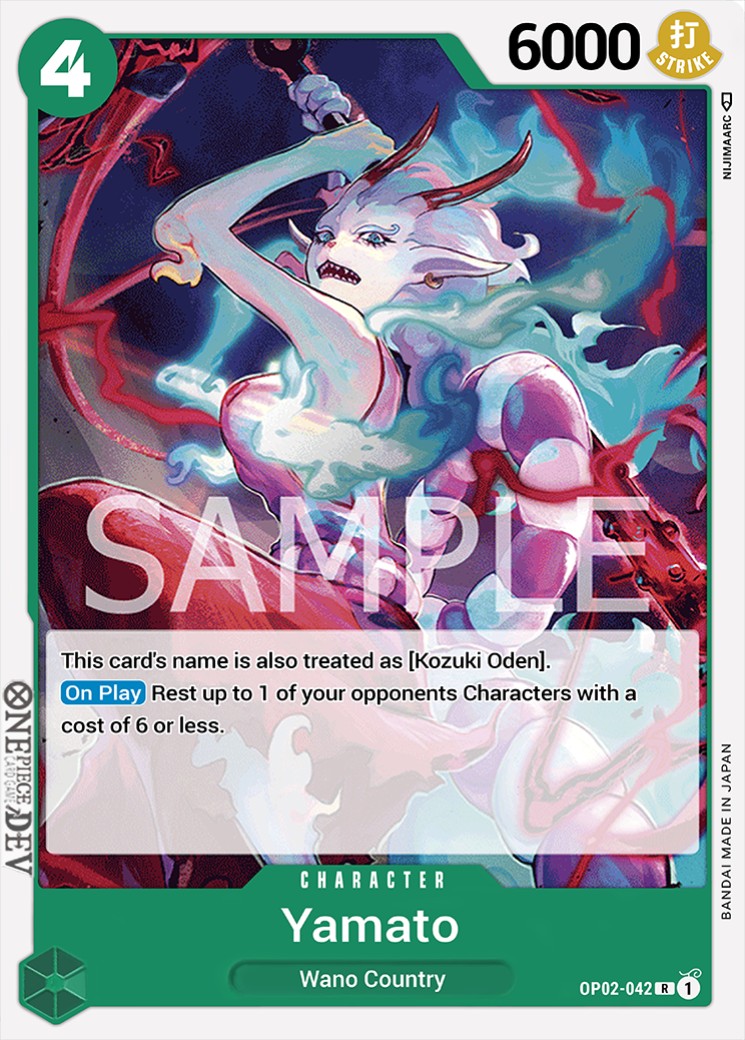 4
6000
打
STRIKE
NIJIMAARC
SAMPLE
This card's name is also treated as [Kozuki Oden].
On Play Rest up to 1 of your opponents Characters with a
cost of 6 or less.
ONE PIECE
CARD GAME
DEV
BANDAI MADE IN JAPAN
CHARACTER
Yamato
Wano Country
OP02-042 R 1